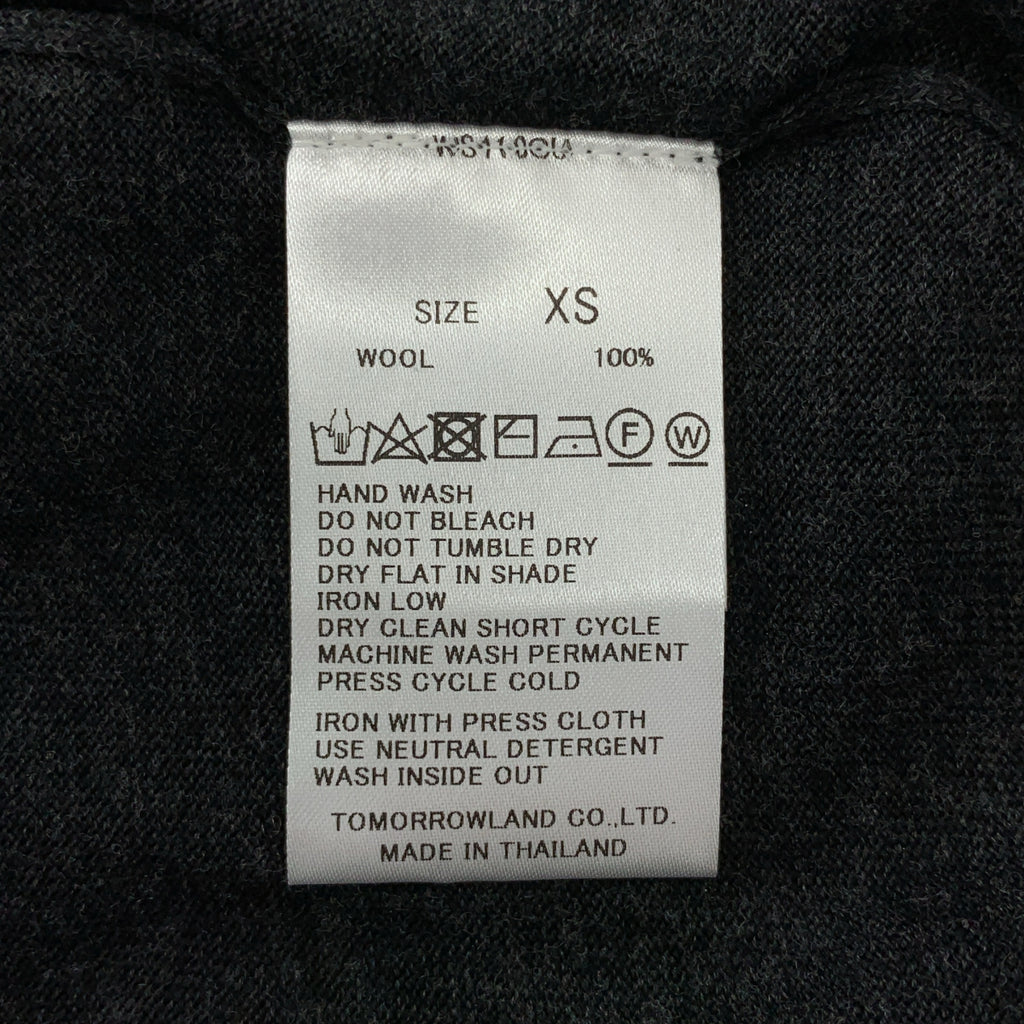 SIZE XS
WOOL 100%
F W
HAND WASH
DO NOT BLEACH
DO NOT TUMBLE DRY
DRY FLAT IN SHADE
IRON LOW
DRY CLEAN SHORT CYCLE
MACHINE WASH PERMANENT
PRESS CYCLE COLD
IRON WITH PRESS CLOTH
USE NEUTRAL DETERGENT
WASH INSIDE OUT
TOMORROWLAND CO.,LTD.
MADE IN THAILAND